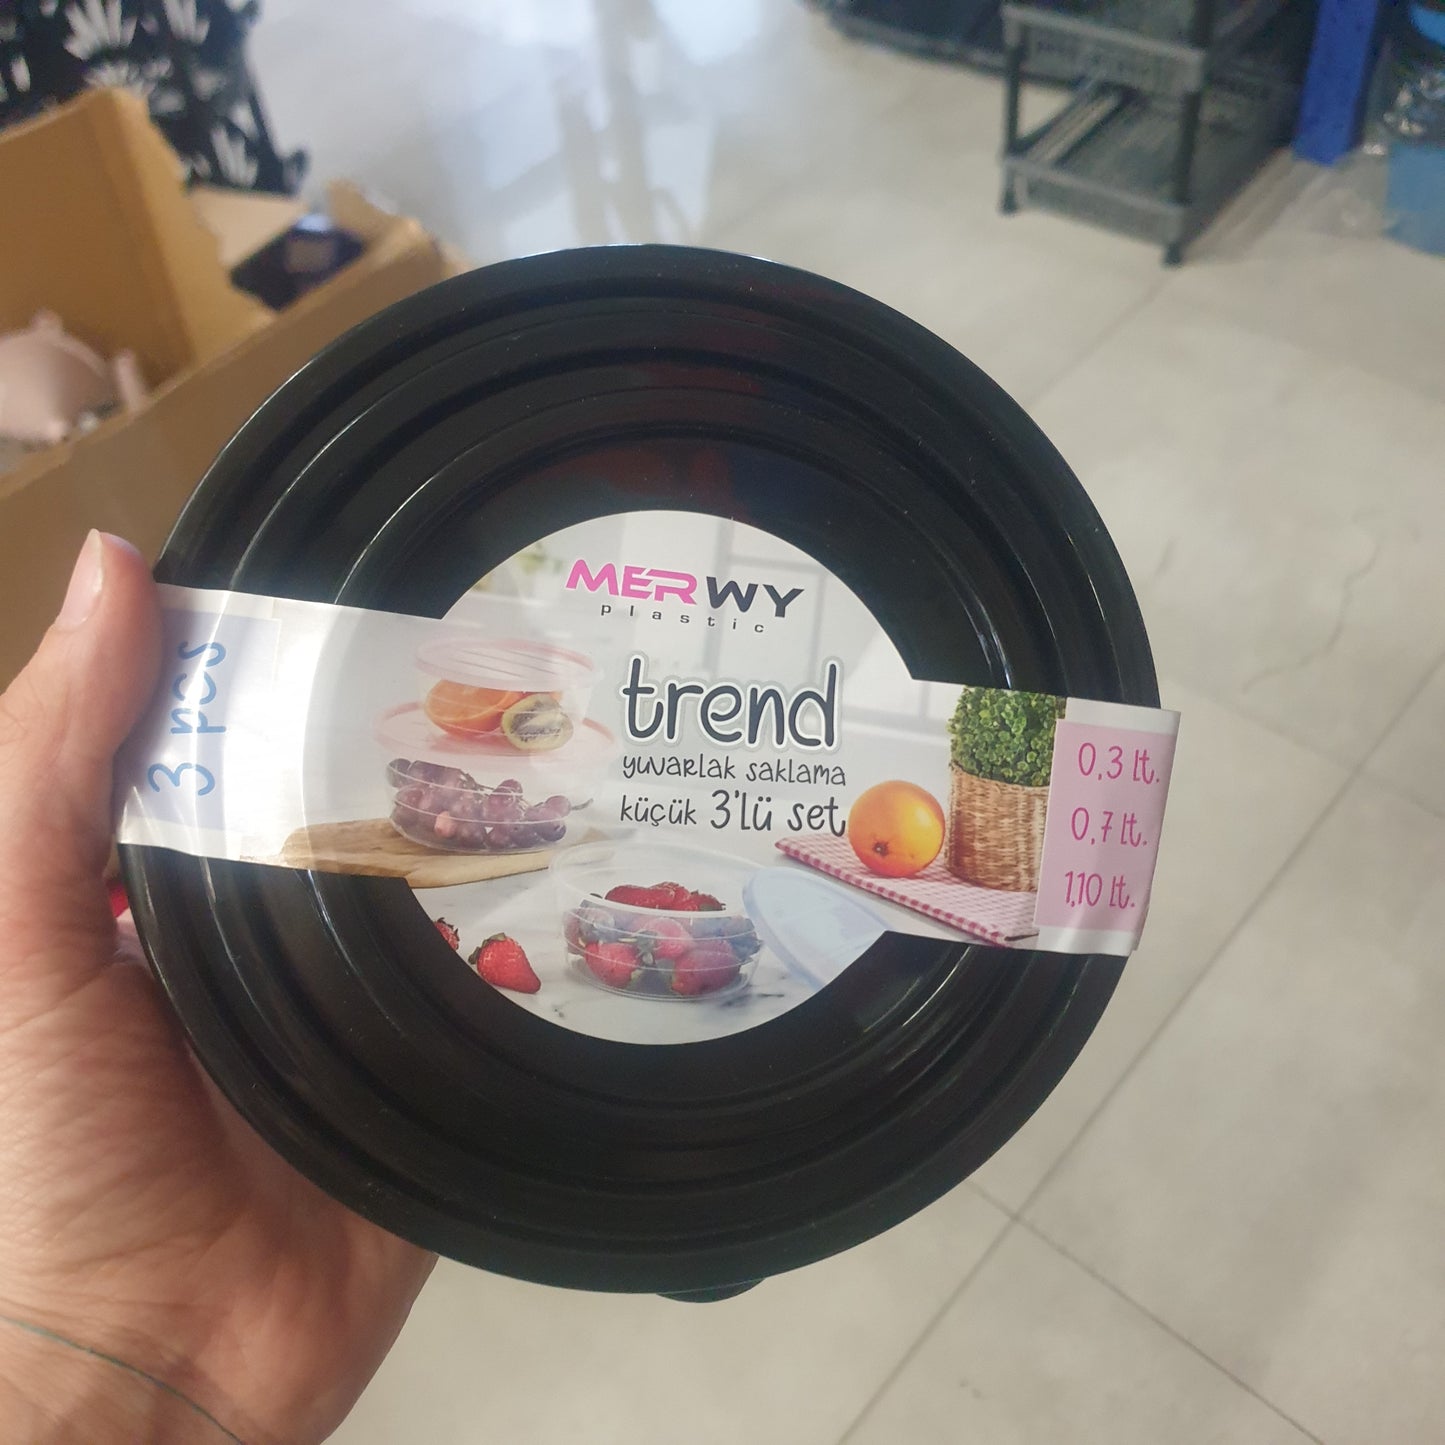 3 pcs
MERWY
plastic
trend
yuvarlak saklama
küçük 3'lü set
0,3 lt.
0,7 lt.
1,10 lt.